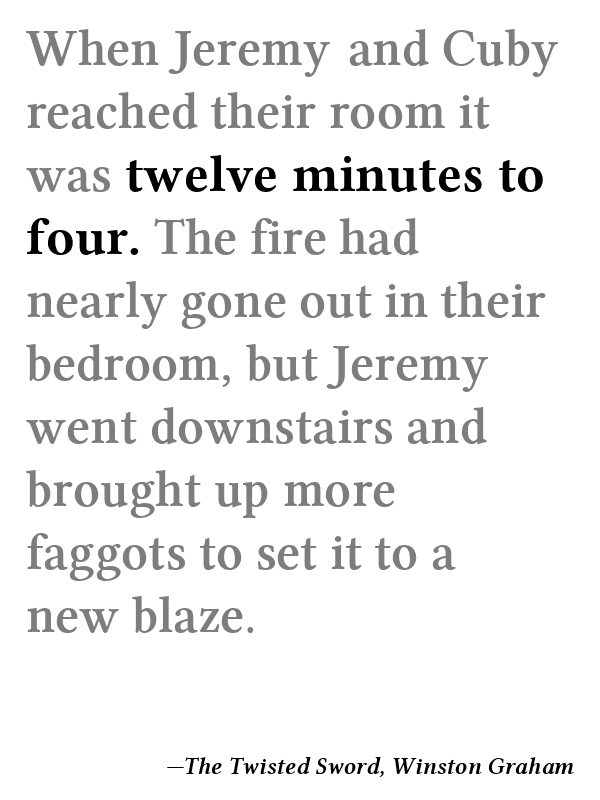 When Jeremy and Cuby
reached their room it
was twelve minutes to
four. The fire had
nearly gone out in their
bedroom, but Jeremy
went downstairs and
brought up more
faggots to set it to a
new blaze.
—The Twisted Sword, Winston Graham